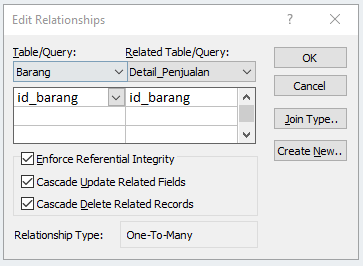 Edit Relationships ? ×
Table/Query: Related Table/Query:
Barang Detail_Penjualan
id_barang id_barang
Enforce Referential Integrity
Cascade Update Related Fields
Cascade Delete Related Records
Relationship Type: One-To-Many
OK
Cancel
Join Type..
Create New..